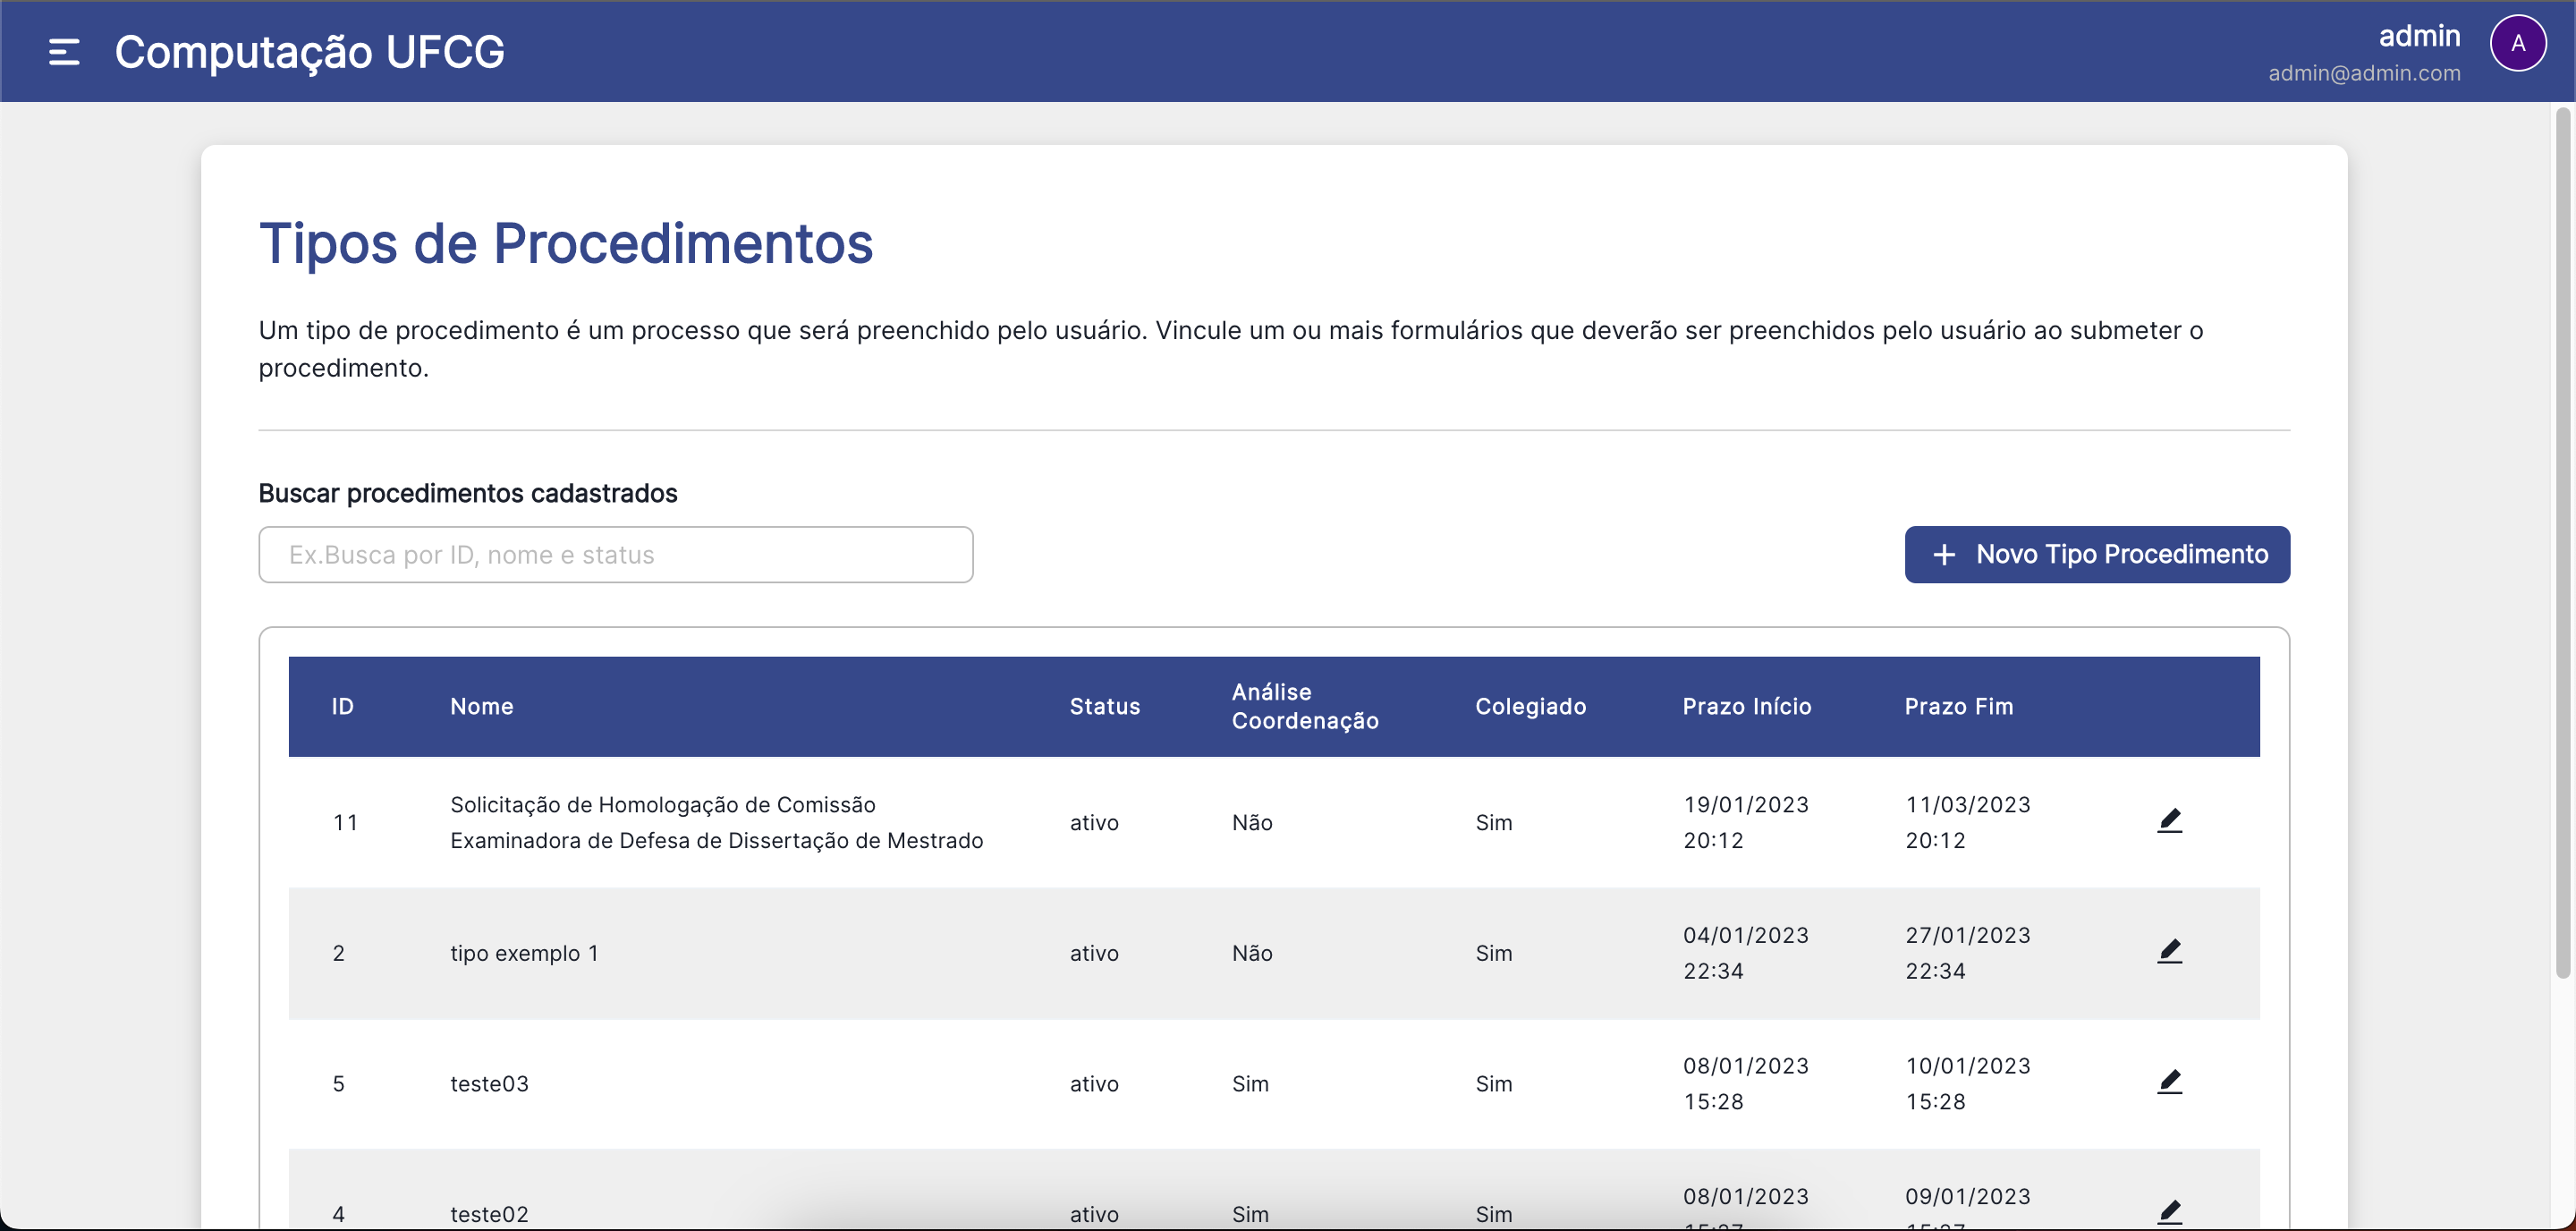 Computação UFCG
admin
admin@admin.com
A
Tipos de Procedimentos
Um tipo de procedimento é um processo que será preenchido pelo usuário. Vincule um ou mais formulários que deverão ser preenchidos pelo usuário ao submeter o
procedimento.
Buscar procedimentos cadastrados
Ex.Busca por ID, nome e status
+ Novo Tipo Procedimento
ID Nome Status Análise Coordenação Colegiado Prazo Início Prazo Fim
11 Solicitação de Homologação de Comissão Examinadora de Defesa de Dissertação de Mestrado ativo Não Sim 19/01/2023 20:12 11/03/2023 20:12
2 tipo exemplo 1 ativo Não Sim 04/01/2023 22:34 27/01/2023 22:34
5 teste03 ativo Sim Sim 08/01/2023 15:28 10/01/2023 15:28
4 teste02 ativo Sim Sim 08/01/2023 09/01/2023